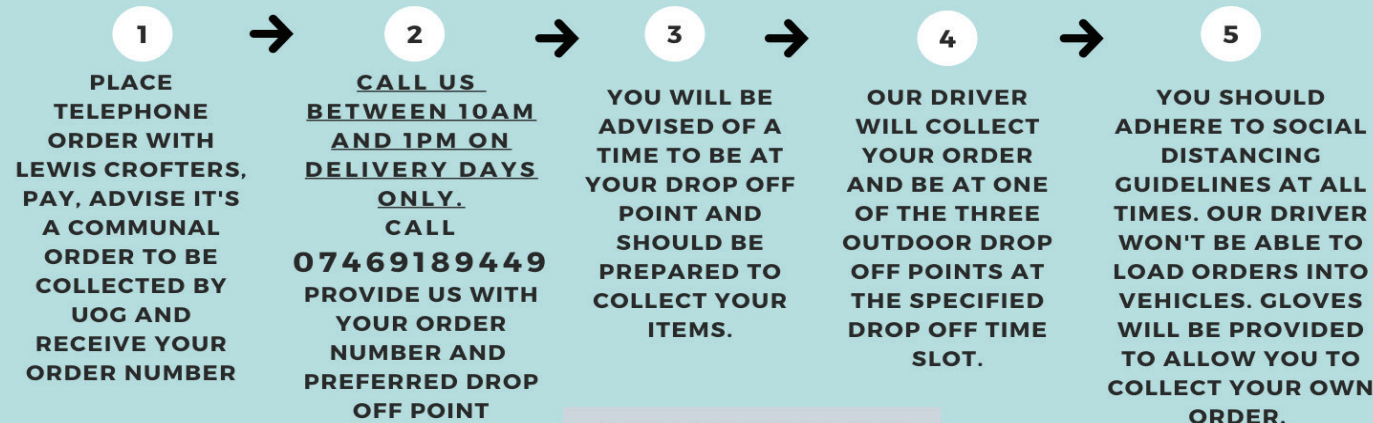 1
PLACE
TELEPHONE
ORDER WITH
LEWIS CROFTERS,
PAY, ADVISE IT'S
A COMMUNAL
ORDER TO BE
COLLECTED BY
UOG AND
RECEIVE YOUR
ORDER NUMBER
2
CALL US
BETWEEN 10AM
AND 1PM ON
DELIVERY DAYS
ONLY.
CALL
07469189449
PROVIDE US WITH
YOUR ORDER
NUMBER AND
PREFERRED DROP
OFF POINT
3
YOU WILL BE
ADVISED OF A
TIME TO BE AT
YOUR DROP OFF
POINT AND
SHOULD BE
PREPARED TO
COLLECT YOUR
ITEMS.
4
OUR DRIVER
WILL COLLECT
YOUR ORDER
AND BE AT ONE
OF THE THREE
OUTDOOR DROP
OFF POINTS AT
THE SPECIFIED
DROP OFF TIME
SLOT.
5
YOU SHOULD
ADHERE TO SOCIAL
DISTANCING
GUIDELINES AT ALL
TIMES. OUR DRIVER
WON'T BE ABLE TO
LOAD ORDERS INTO
VEHICLES. GLOVES
WILL BE PROVIDED
TO ALLOW YOU TO
COLLECT YOUR OWN
ORDER.